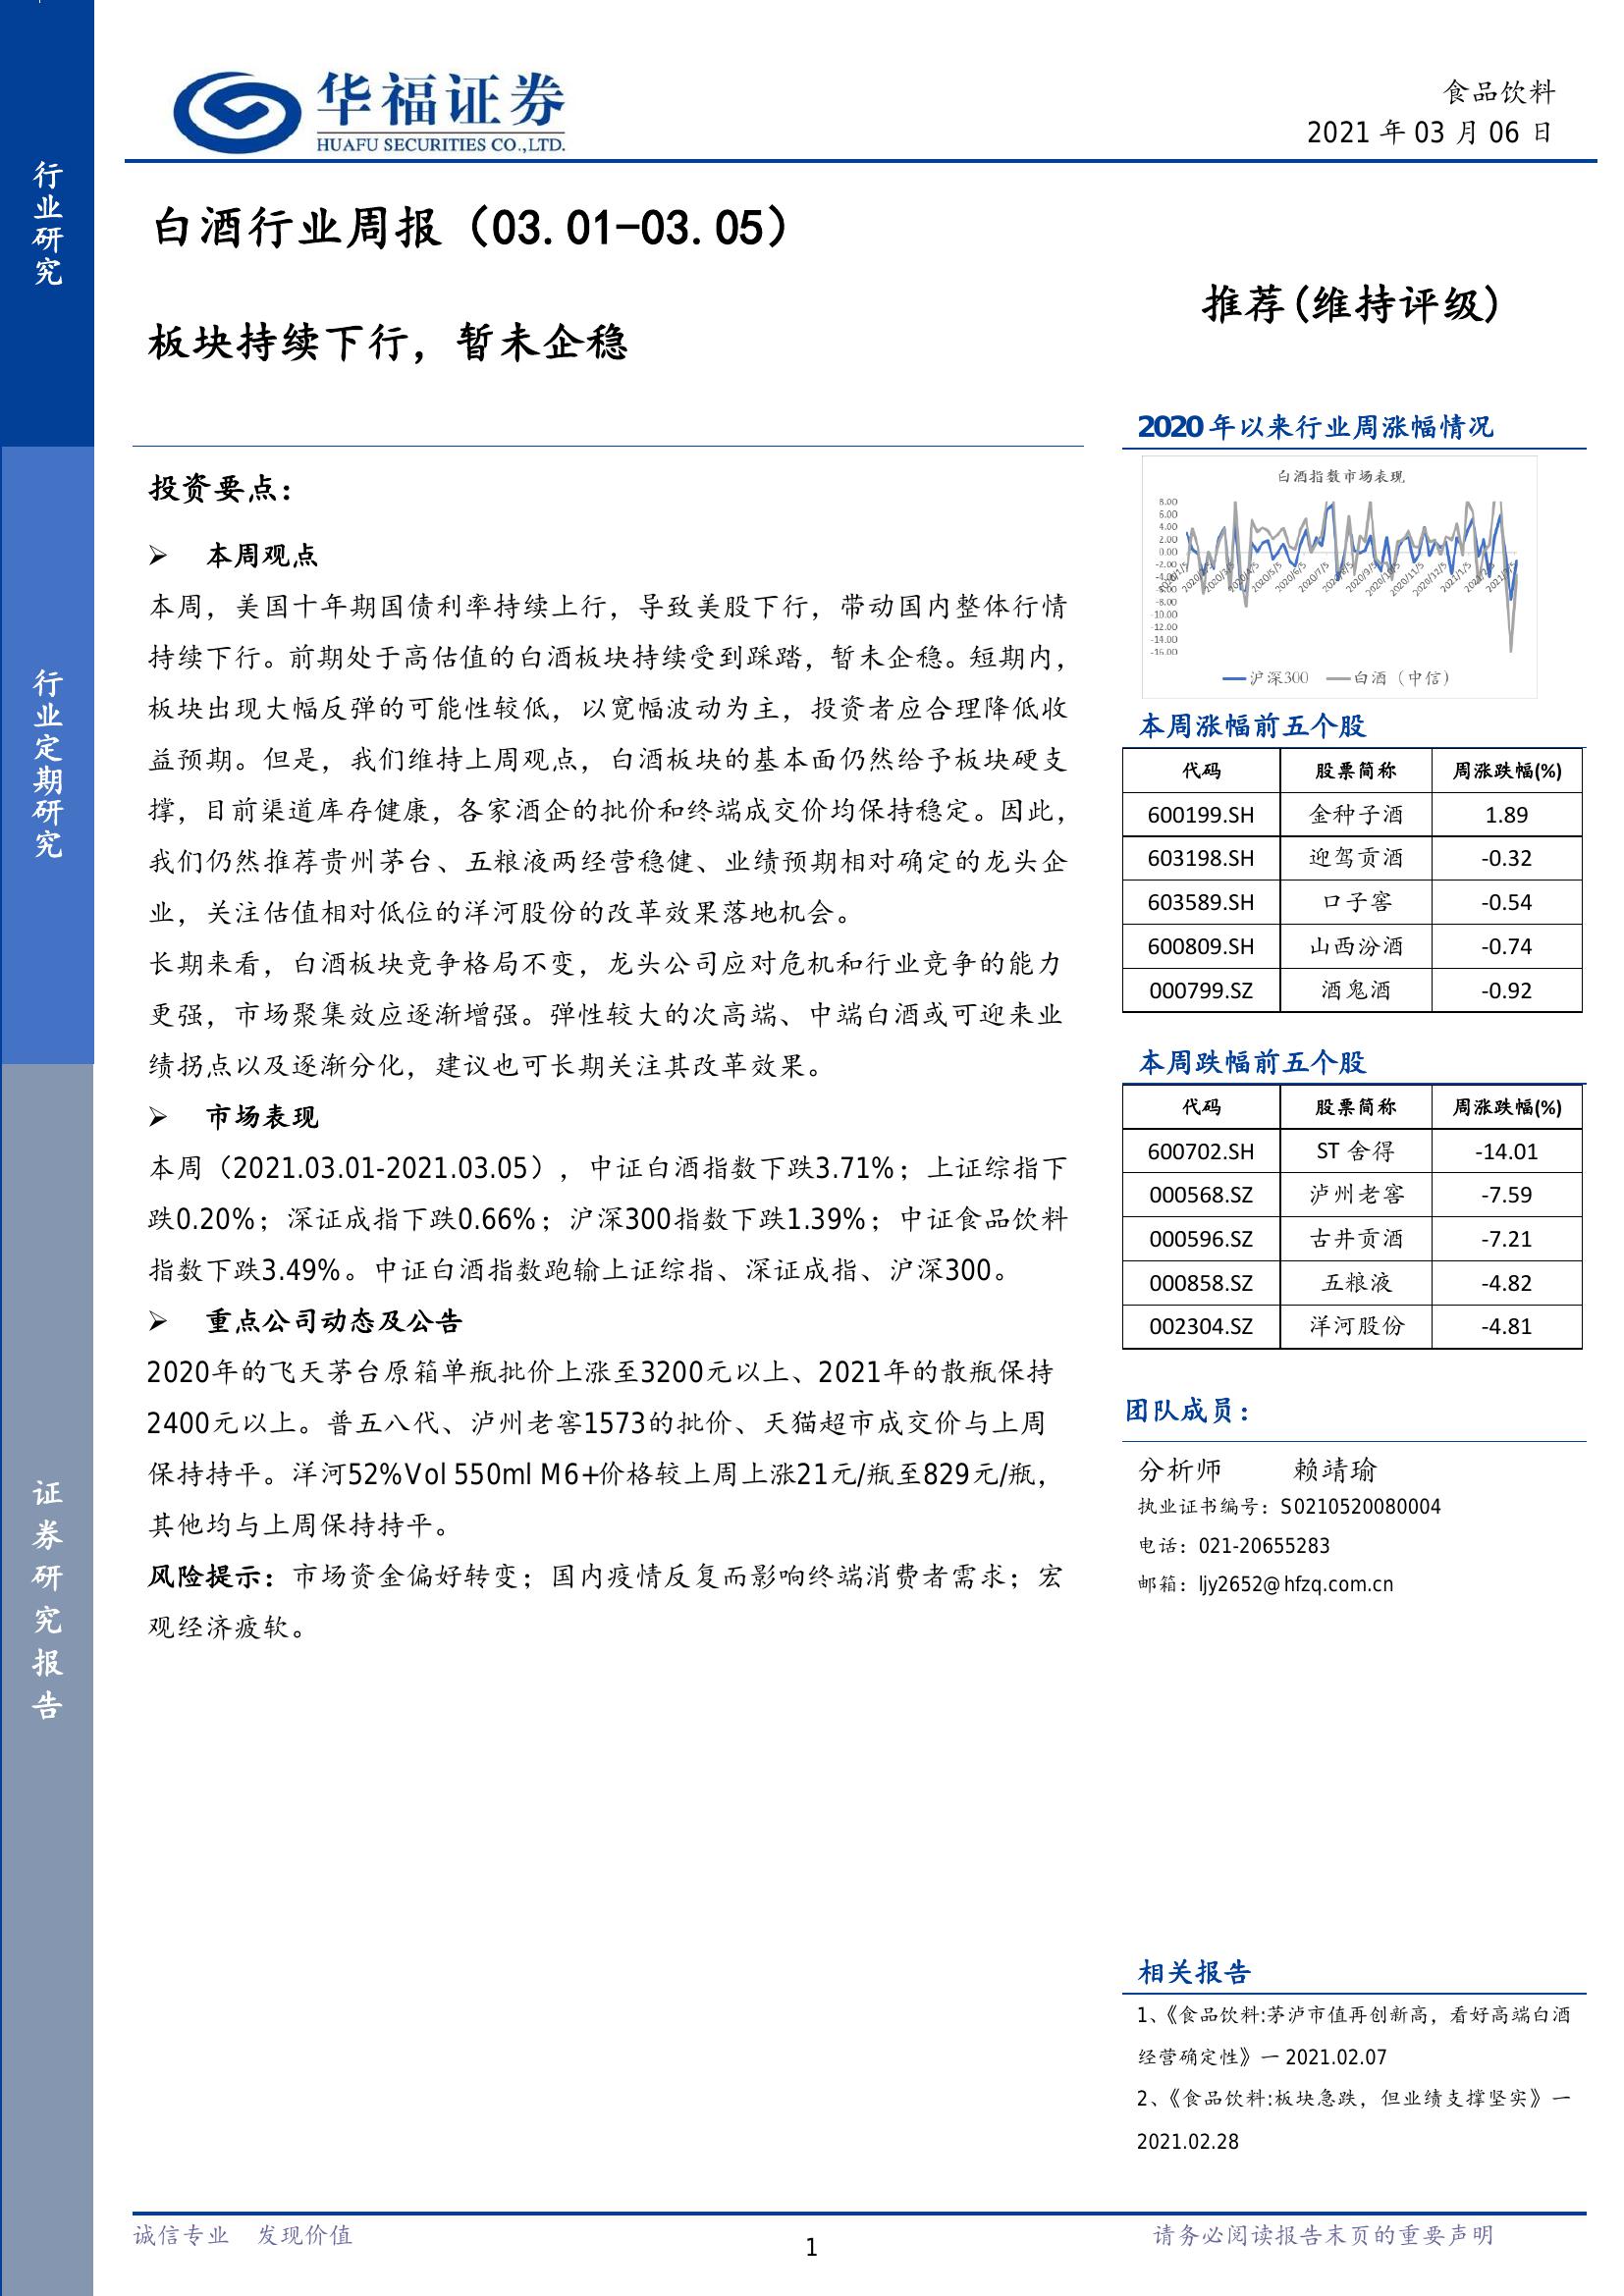 华福证券
HUAFU SECURITIES CO.,LTD.
食品饮料
2021 年 03 月 06 日
行业研究
行业定期研究
证券研究报告
白酒行业周报（03.01-03.05）
板块持续下行，暂未企稳
推荐(维持评级)
投资要点：
➢ 本周观点
本周，美国十年期国债利率持续上行，导致美股下行，带动国内整体行情
持续下行。前期处于高估值的白酒板块持续受到踩踏，暂未企稳。短期内，
板块出现大幅反弹的可能性较低，以宽幅波动为主，投资者应合理降低收
益预期。但是，我们维持上周观点，白酒板块的基本面仍然给予板块硬支
撑，目前渠道库存健康，各家酒企的批价和终端成交价均保持稳定。因此，
我们仍然推荐贵州茅台、五粮液两经营稳健、业绩预期相对确定的龙头企
业，关注估值相对低位的洋河股份的改革效果落地机会。
长期来看，白酒板块竞争格局不变，龙头公司应对危机和行业竞争的能力
更强，市场聚集效应逐渐增强。弹性较大的次高端、中端白酒或可迎来业
绩拐点以及逐渐分化，建议也可长期关注其改革效果。
➢ 市场表现
本周（2021.03.01-2021.03.05），中证白酒指数下跌3.71%；上证综指下
跌0.20%；深证成指下跌0.66%；沪深300指数下跌1.39%；中证食品饮料
指数下跌3.49%。中证白酒指数跑输上证综指、深证成指、沪深300。
➢ 重点公司动态及公告
2020年的飞天茅台原箱单瓶批价上涨至3200元以上、2021年的散瓶保持
2400元以上。普五八代、泸州老窖1573的批价、天猫超市成交价与上周
保持持平。洋河52%Vol 550ml M6+价格较上周上涨21元/瓶至829元/瓶，
其他均与上周保持持平。
风险提示：市场资金偏好转变；国内疫情反复而影响终端消费者需求；宏
观经济疲软。
2020 年以来行业周涨幅情况
白酒指数市场表现
8.00
6.00
4.00
2.00
0.00
-2.00
-4.00
-6.00
-8.00
-10.00
-12.00
-14.00
-16.00
2020/1/5
2020/3/5
2020/4/5
2020/5/5
2020/6/5
2020/7/5
2020/8/5
2020/9/5
2020/10/5
2020/11/5
2020/12/5
2021/1/5
沪深300 白酒（中信）
本周涨幅前五个股
代码 股票简称 周涨跌幅(%)
600199.SH 金种子酒 1.89
603198.SH 迎驾贡酒 -0.32
603589.SH 口子窖 -0.54
600809.SH 山西汾酒 -0.74
000799.SZ 酒鬼酒 -0.92
本周跌幅前五个股
代码 股票简称 周涨跌幅(%)
600702.SH ST 舍得 -14.01
000568.SZ 泸州老窖 -7.59
000596.SZ 古井贡酒 -7.21
000858.SZ 五粮液 -4.82
002304.SZ 洋河股份 -4.81
团队成员：
分析师 赖靖瑜
执业证书编号：S0210520080004
电话：021-20655283
邮箱：ljy2652@hfzq.com.cn
相关报告
1、《食品饮料:茅泸市值再创新高，看好高端白酒
经营确定性》一 2021.02.07
2、《食品饮料:板块急跌，但业绩支撑坚实》一
2021.02.28
诚信专业 发现价值
1
请务必阅读报告末页的重要声明